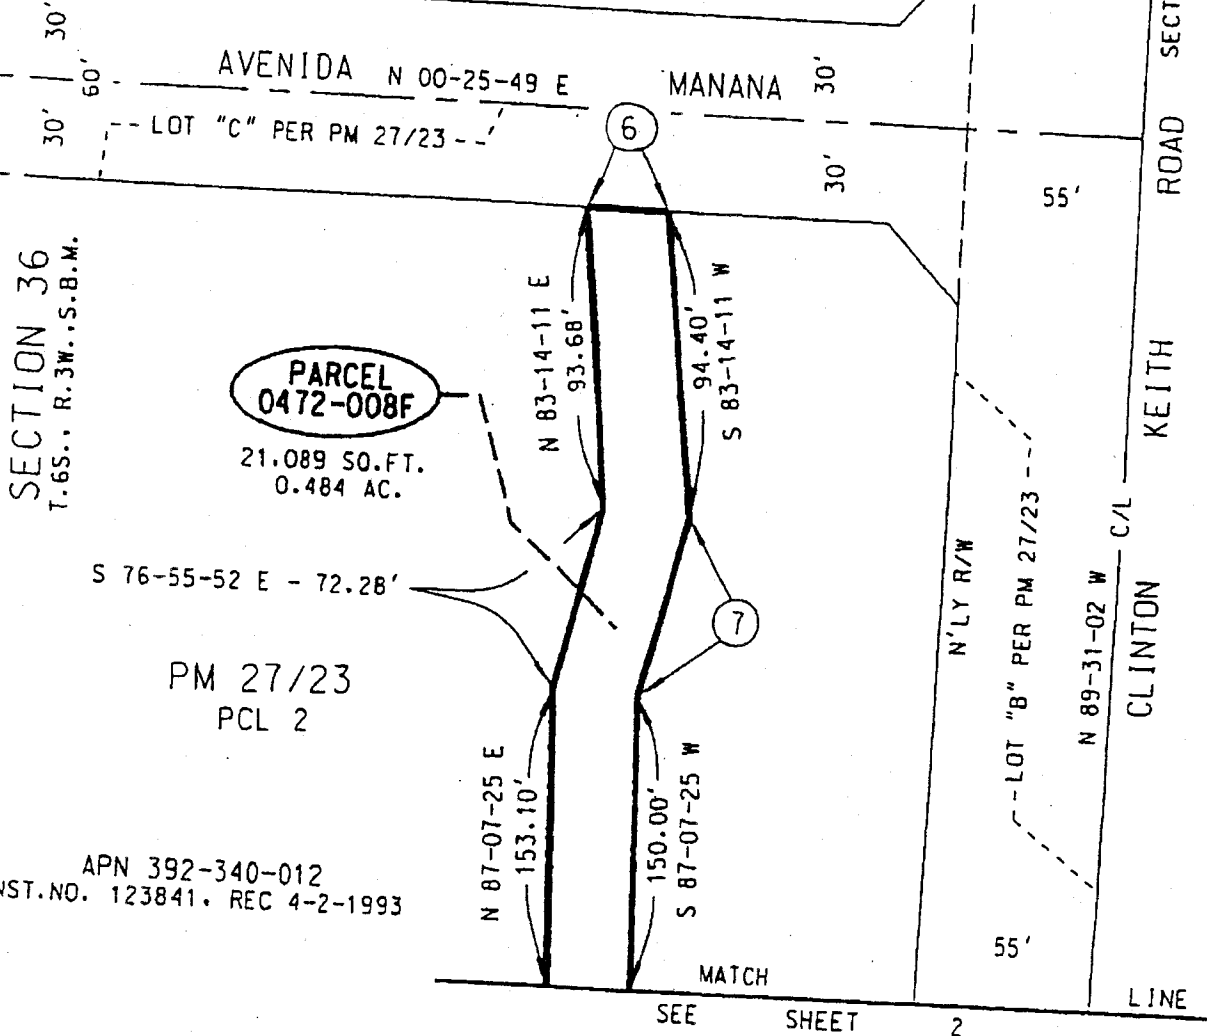 30'
60'
30'
AVENIDA N 00-25-49 E MANANA
30'
30'
LOT "C" PER PM 27/23
6
55'
SECT
ROAD
KEITH
CLINTON
SECTION 36
T.6S., R.3W., S.B.M.
PARCEL
0472-008F
21,089 SQ.FT.
0.484 AC.
N 83-14-11 E
93.68'
94.40'
S 83-14-11 W
S 76-55-52 E - 72.28'
7
PM 27/23
PCL 2
N 87-07-25 E
153.10'
150.00'
S 87-07-25 W
APN 392-340-012
NST.NO. 123841, REC 4-2-1993
N'LY R/W
LOT "B" PER PM 27/23
N 89-31-02 W
C/L
55'
MATCH LINE
SEE SHEET 2